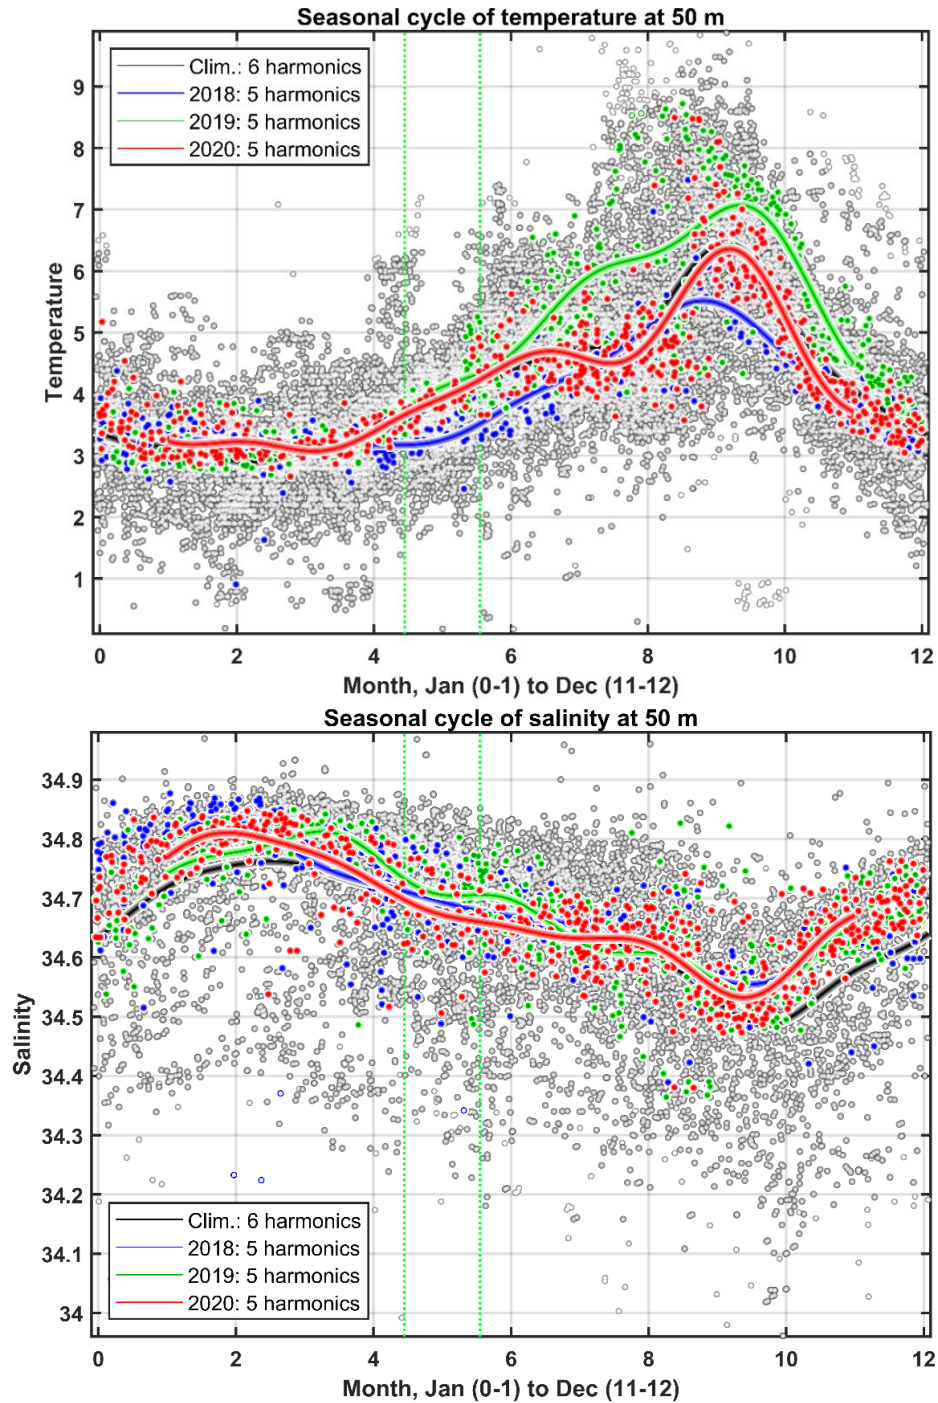 Seasonal cycle of temperature at 50 m
Clim.: 6 harmonics
2018: 5 harmonics
2019: 5 harmonics
2020: 5 harmonics
9
8
7
6
5
4
3
2
1
Temperature
0 2 4 6 8 10 12
Month, Jan (0-1) to Dec (11-12)
Seasonal cycle of salinity at 50 m
34.9
34.8
34.7
34.6
34.5
34.4
34.3
34.2
34.1
34
Salinity
Clim.: 6 harmonics
2018: 5 harmonics
2019: 5 harmonics
2020: 5 harmonics
0 2 4 6 8 10 12
Month, Jan (0-1) to Dec (11-12)